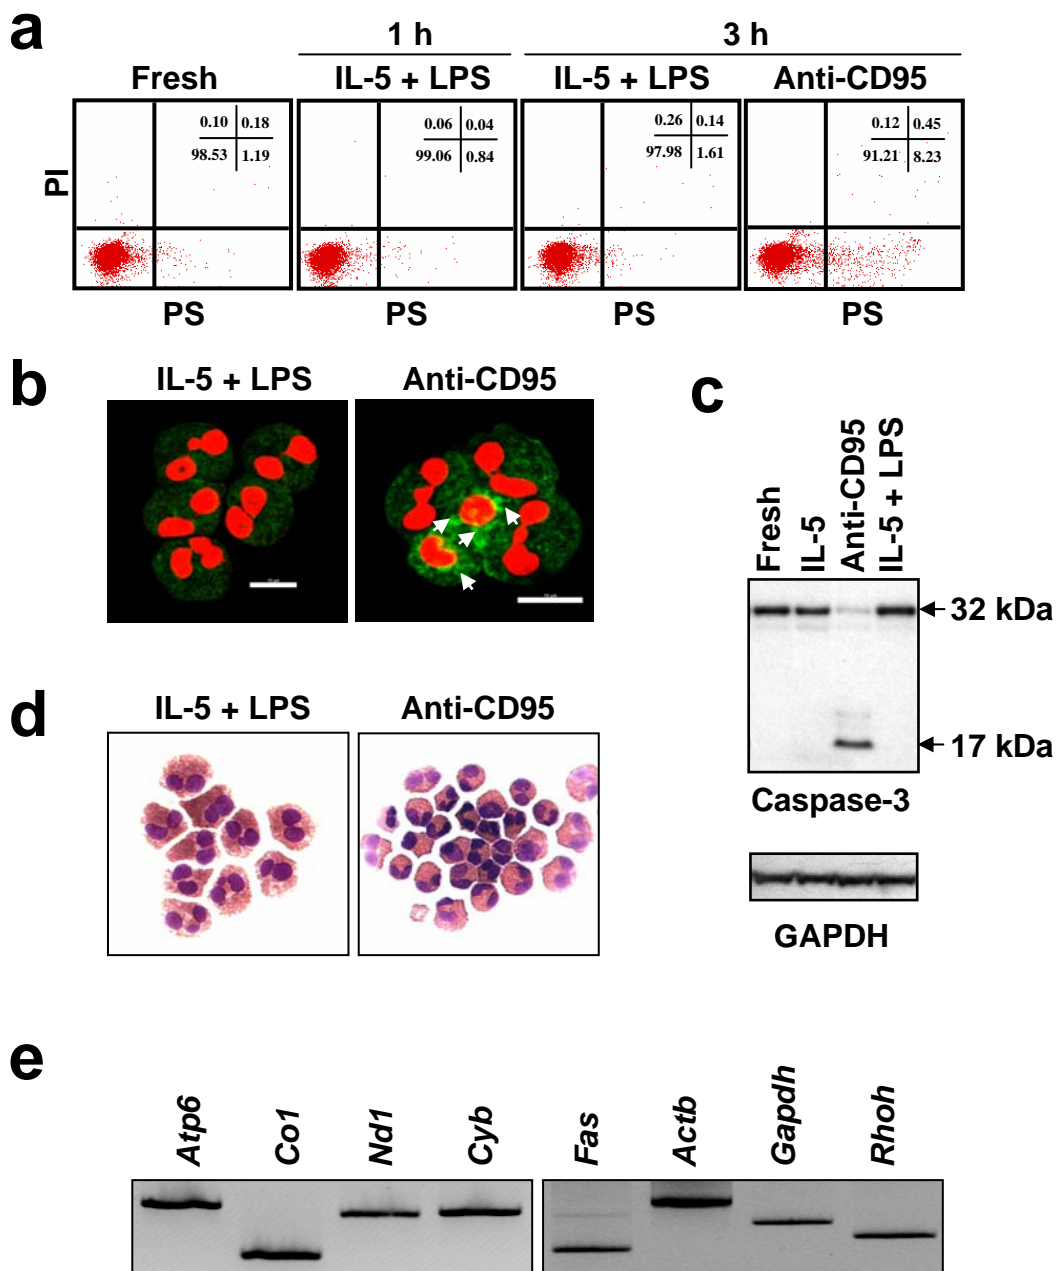 a
1 h
3 h
Fresh
IL-5 + LPS
IL-5 + LPS
Anti-CD95
PI
0.10 0.18
98.53 1.19
0.06 0.04
99.06 0.84
0.26 0.14
97.98 1.61
0.12 0.45
91.21 8.23
PS
PS
PS
PS
b
IL-5 + LPS
Anti-CD95
c
Fresh
IL-5
Anti-CD95
IL-5 + LPS
32 kDa
17 kDa
Caspase-3
GAPDH
d
IL-5 + LPS
Anti-CD95
e
Atp6
Co1
Nd1
Cyb
Fas
Actb
Gapdh
Rhoh